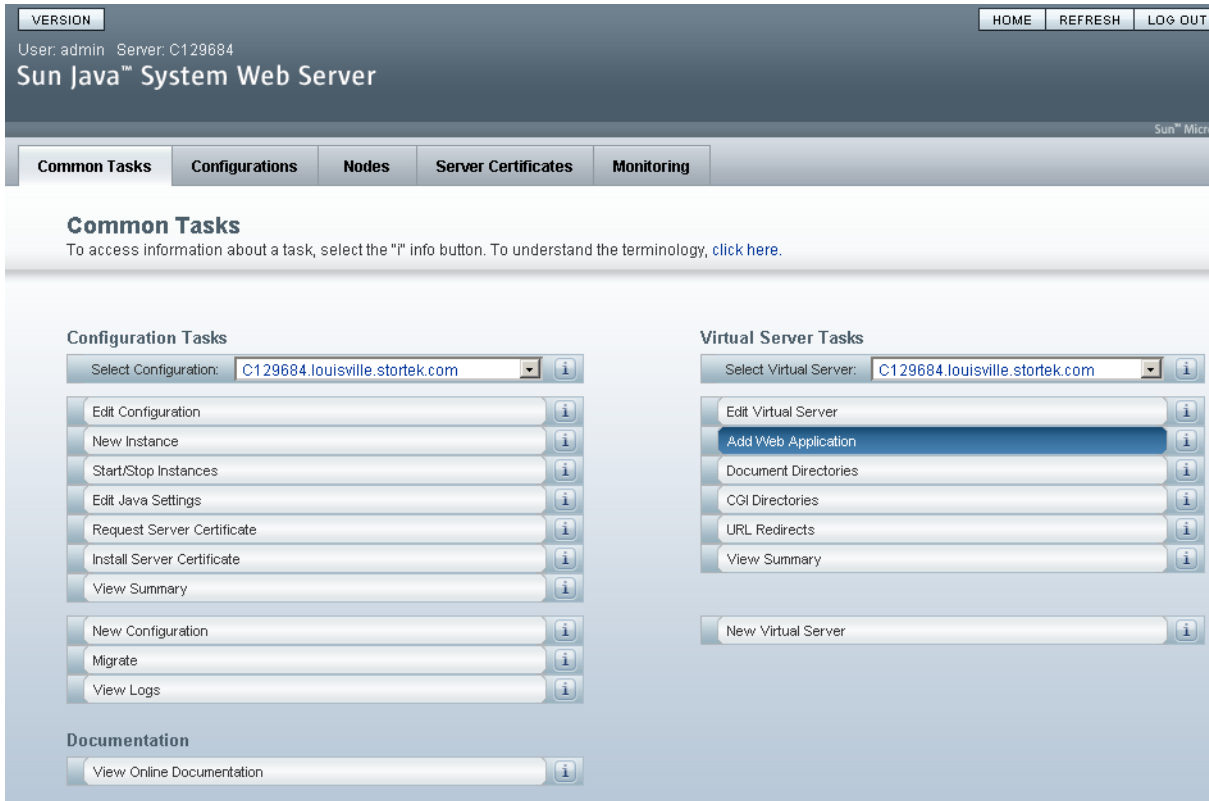 VERSION
HOME REFRESH LOG OUT
User: admin Server: C129684
Sun Java™ System Web Server
Sun™ Micro
Common Tasks Configurations Nodes Server Certificates Monitoring
Common Tasks
To access information about a task, select the "i" info button. To understand the terminology, click here.
Configuration Tasks
Select Configuration: C129684.louisville.stortek.com i
Edit Configuration i
New Instance i
Start/Stop Instances i
Edit Java Settings i
Request Server Certificate i
Install Server Certificate i
View Summary i
New Configuration i
Migrate i
View Logs i
Documentation
View Online Documentation i
Virtual Server Tasks
Select Virtual Server: C129684.louisville.stortek.com i
Edit Virtual Server i
Add Web Application i
Document Directories i
CGI Directories i
URL Redirects i
View Summary i
New Virtual Server i